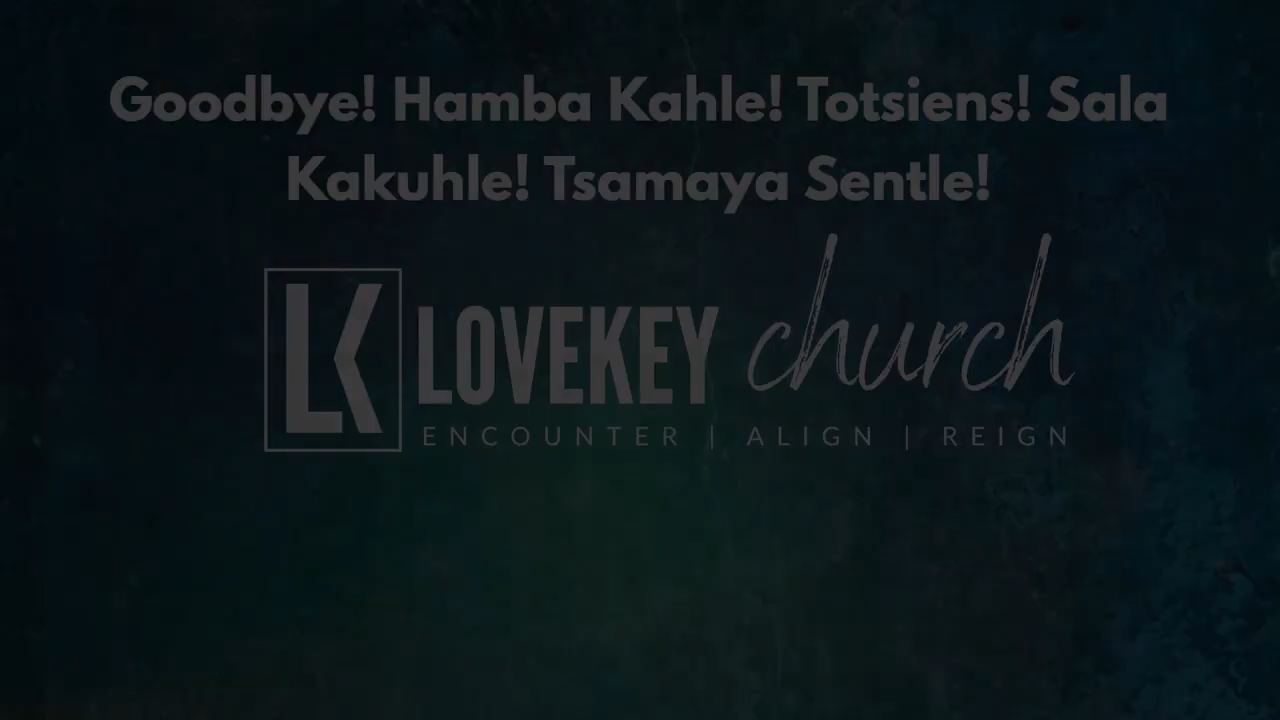 Goodbye! Hamba Kahle! Totsiens! Sala
Kakuhle! Tsamaya Sentle!
LK LOVEKEY church
ENCOUNTER | ALIGN | REIGN